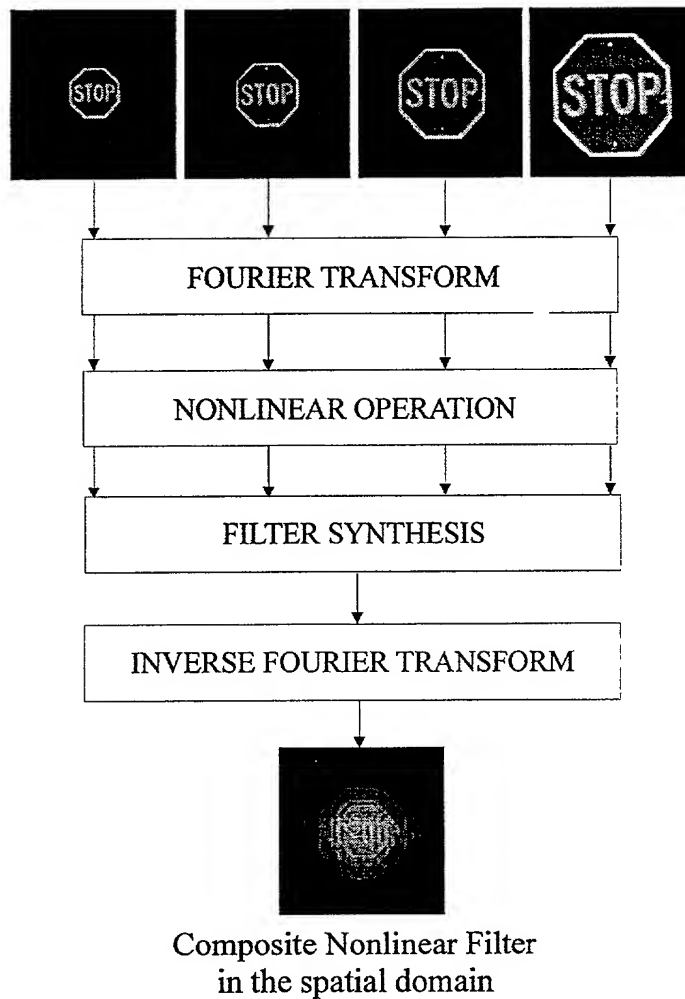 STOP STOP STOP STOP
FOURIER TRANSFORM
NONLINEAR OPERATION
FILTER SYNTHESIS
INVERSE FOURIER TRANSFORM
Composite Nonlinear Filter
in the spatial domain